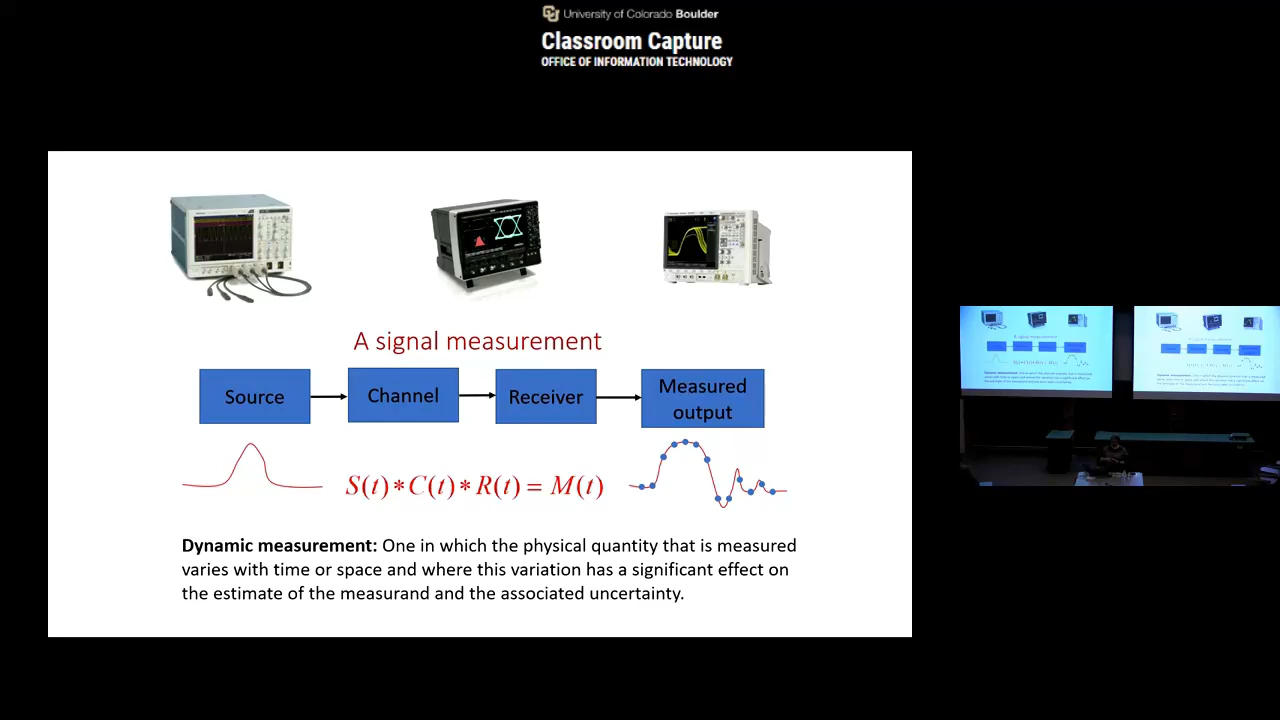 University of Colorado Boulder
Classroom Capture
OFFICE OF INFORMATION TECHNOLOGY
A signal measurement
Source
Channel
Receiver
Measured
output
S(t)*C(t)*R(t) = M(t)
Dynamic measurement: One in which the physical quantity that is measured
varies with time or space and where this variation has a significant effect on
the estimate of the measurand and the associated uncertainty.